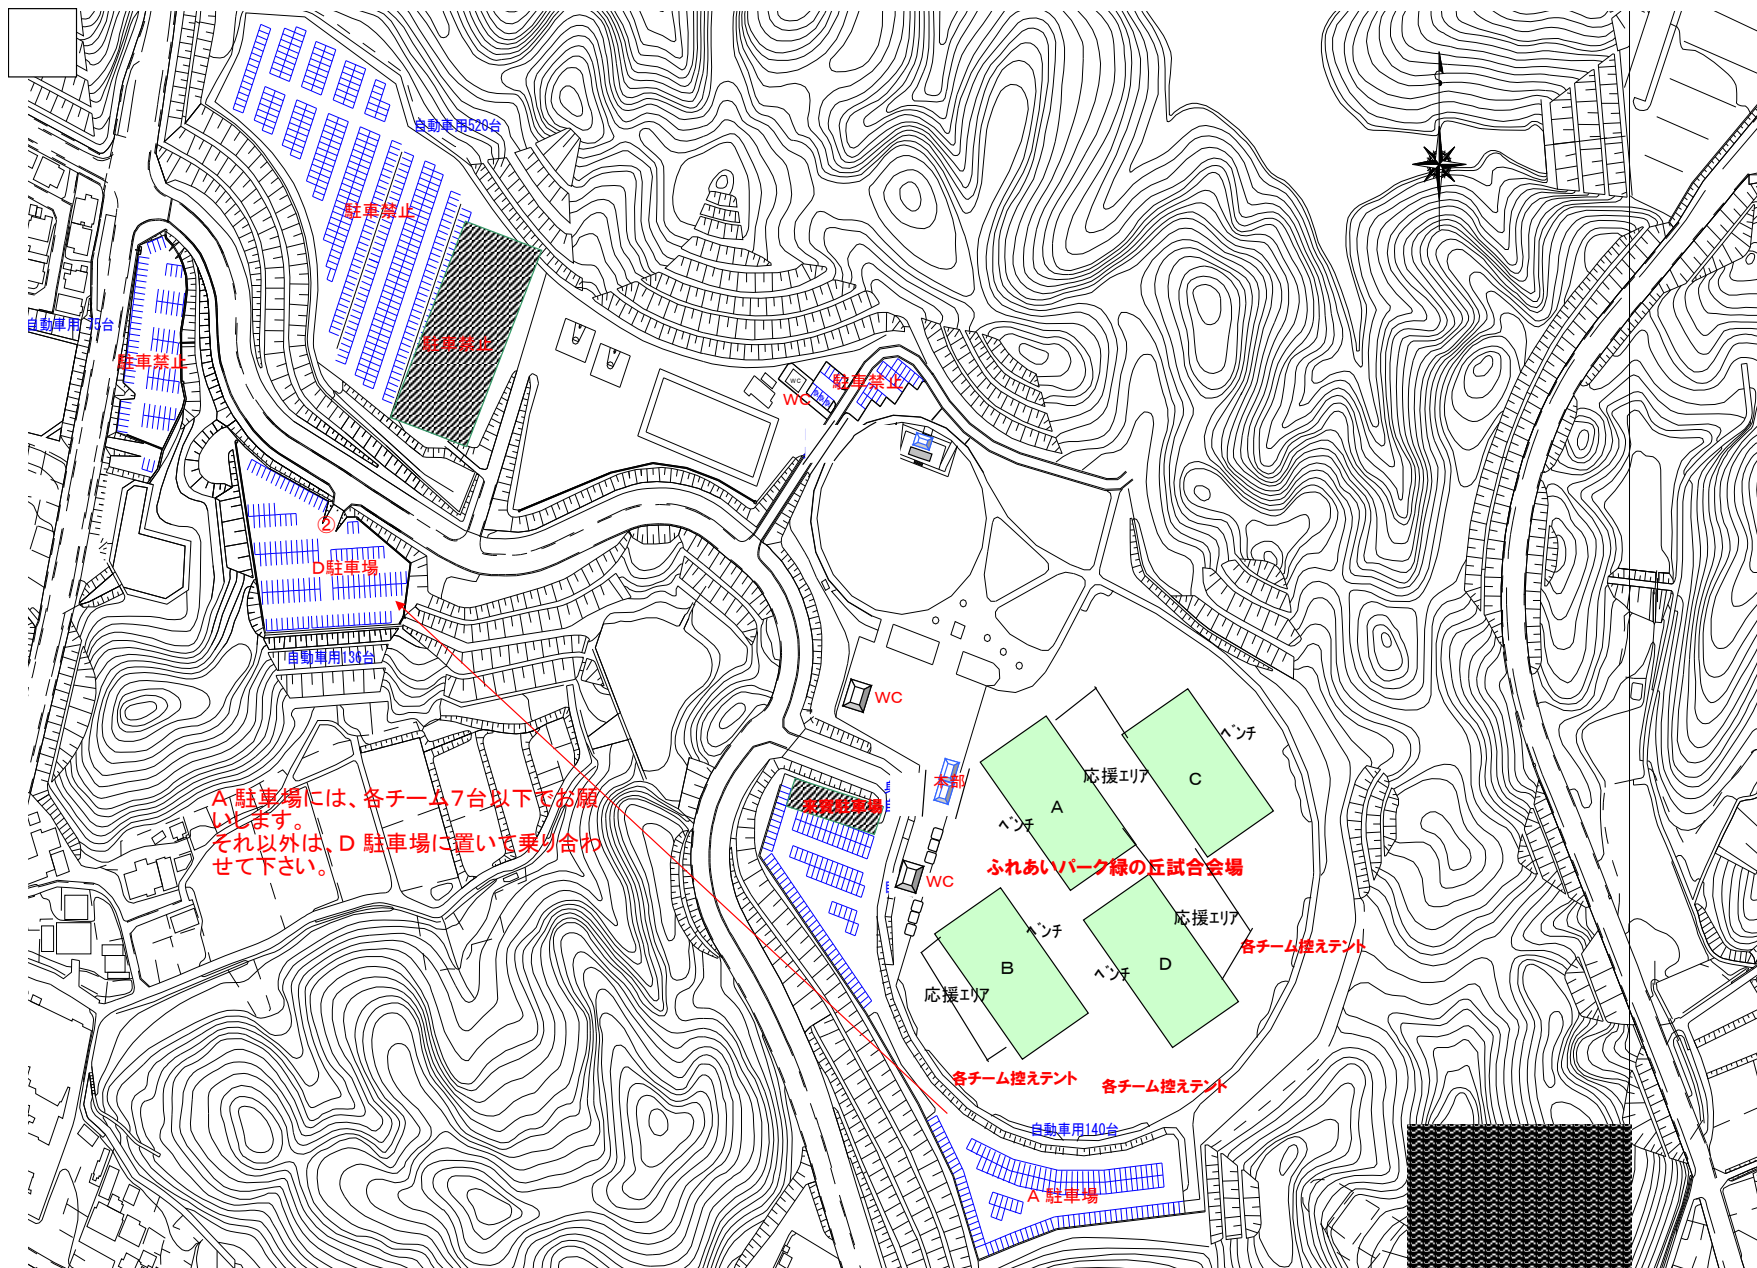 自動車用520台
駐車禁止
自動車用 75台
駐車禁止
駐車禁止
WC
駐車禁止
WC
②
D駐車場
自動車用136台
WC
ベンチ
応援エリア
C
本部
A 駐車場には、各チーム7台以下でお願
いします。
それ以外は、D 駐車場に置いて乗り合わ
せて下さい。
A
ベンチ
ふれあいパーク緑の丘試合会場
WC
応援エリア
ベンチ
各チーム控えテント
B
D
ベンチ
応援エリア
各チーム控えテント
各チーム控えテント
自動車用140台
A 駐車場